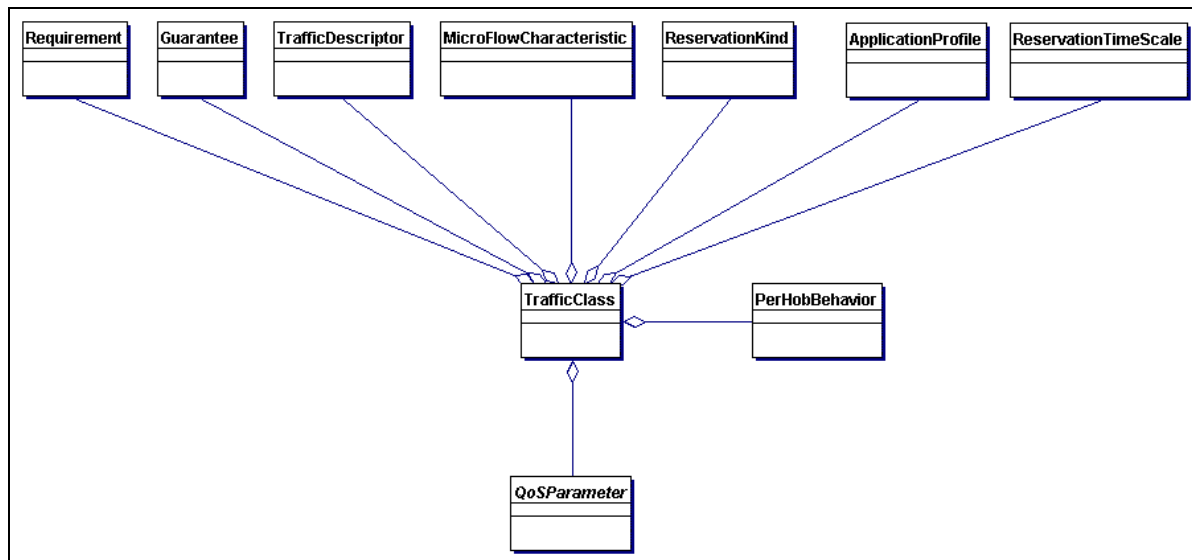 Requirement
Guarantee
TrafficDescriptor
MicroFlowCharacteristic
ReservationKind
ApplicationProfile
ReservationTimeScale
TrafficClass
PerHobBehavior
QoSParameter